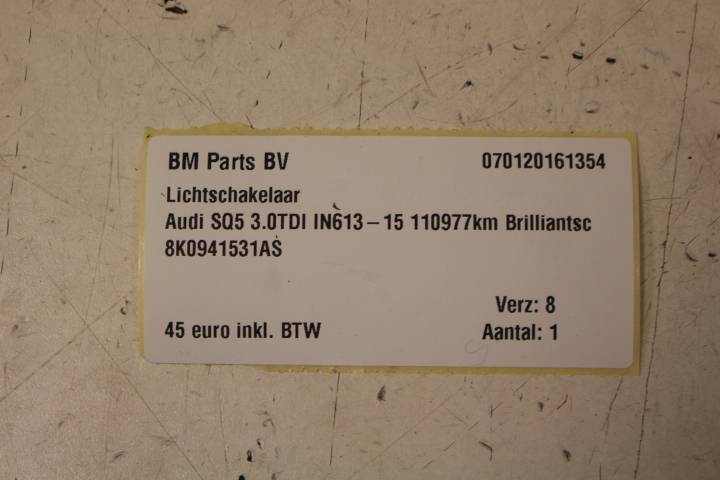 BM Parts BV 070120161354
Lichtschakelaar
Audi SQ5 3.0TDI IN613-15 110977km Brilliantsc
8K0941531AS
Verz: 8
45 euro inkl. BTW Aantal: 1